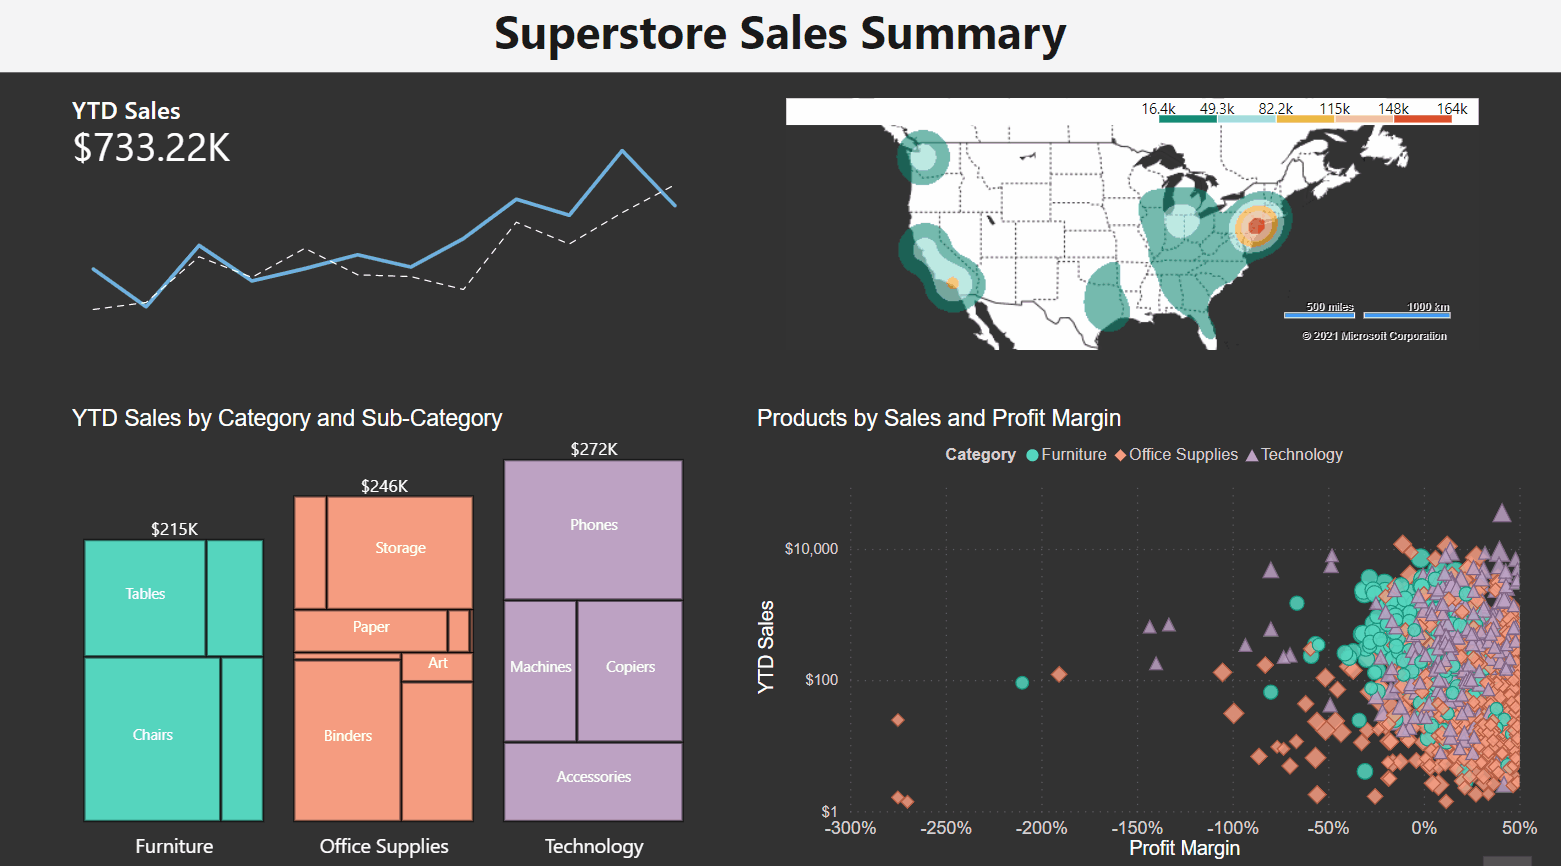 Superstore Sales Summary
YTD Sales
$733.22K
16.4k 49.3k 82.2k 115k 148k 164k
500 miles 1000 km
© 2021 Microsoft Corporation
YTD Sales by Category and Sub-Category
$215K
$246K
$272K
Tables
Chairs
Storage
Paper
Art
Binders
Phones
Machines
Copiers
Accessories
Furniture
Office Supplies
Technology
Products by Sales and Profit Margin
Category Furniture Office Supplies Technology
YTD Sales
$10,000
$100
$1
-300% -250% -200% -150% -100% -50% 0% 50%
Profit Margin